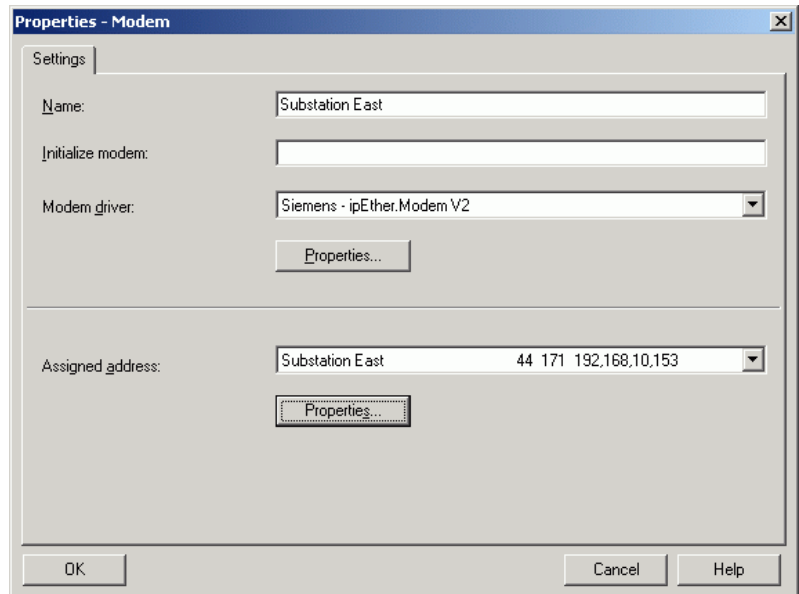 Properties - Modem
Settings
Name: Substation East
Initialize modem:
Modem driver: Siemens - ipEther.Modem V2
Properties...
Assigned address: Substation East 44 171 192,168,10,153
Properties...
OK Cancel Help